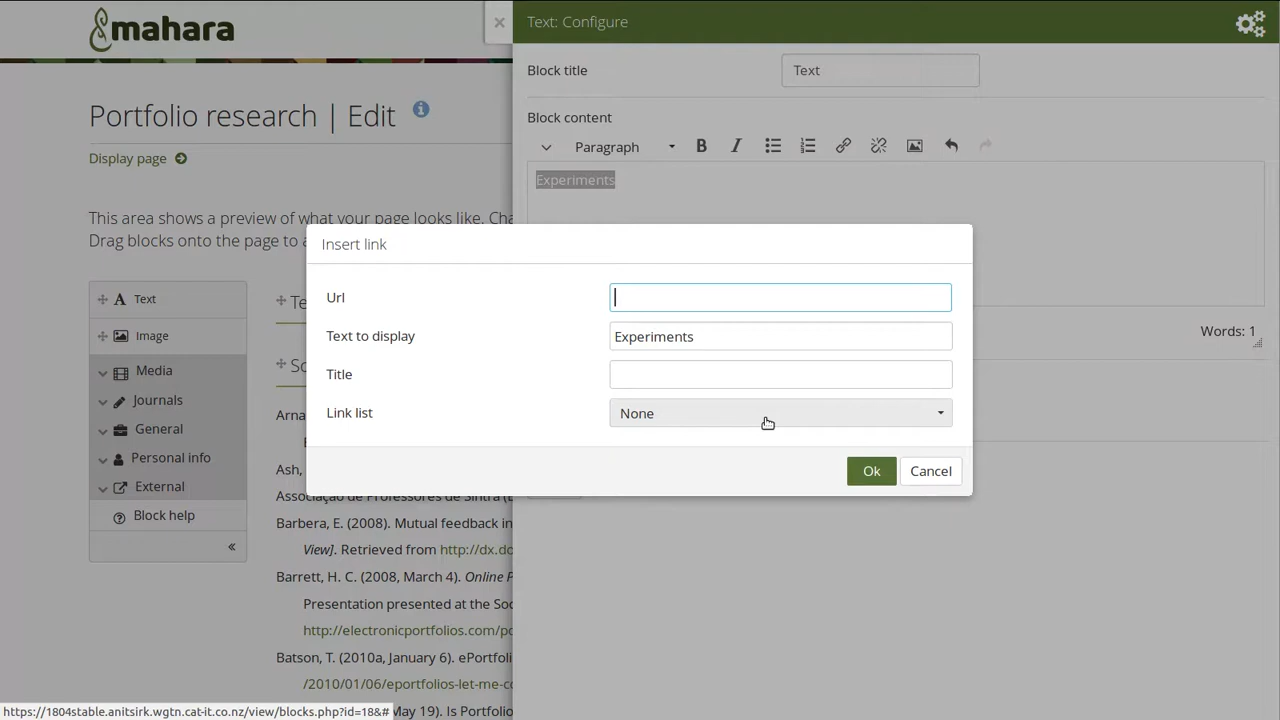 mahara
×
Text: Configure
Block title
Text
Portfolio research | Edit
Block content
Display page
Paragraph
B
I
Experiments
This area shows a preview of what your page looks like. Cha
Drag blocks onto the page to a
Insert link
Url
Words: 1
Text to display
Experiments
Title
Link list
None
Ok
Cancel
A Text
Te
Image
Media
So
Journals
Arna
General
Personal info
Ash,
External
Associação de Professores de Sintra (E
Block help
Barbera, E. (2008). Mutual feedback in
View]. Retrieved from http://dx.do
«
Barrett, H. C. (2008, March 4). Online P
Presentation presented at the Soc
http://electronicportfolios.com/po
Batson, T. (2010a, January 6). ePortfol
/2010/01/06/eportfolios-let-me-co
May 19). Is Portfolio
https://1804stable.anitsirk.wgtn.cat-it.co.nz/view/blocks.php?id=18&#